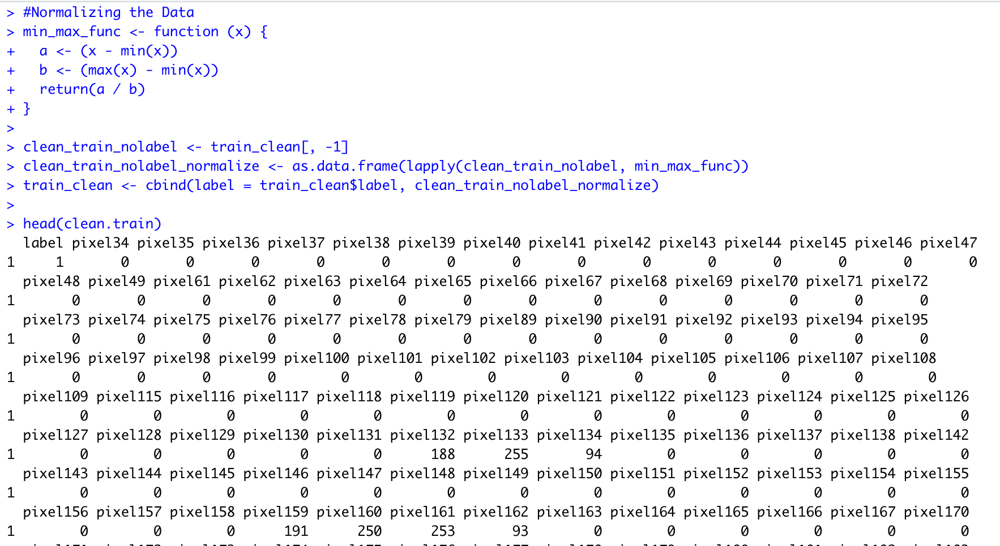 > #Normalizing the Data
> min_max_func <- function (x) {
+   a <- (x - min(x))
+   b <- (max(x) - min(x))
+   return(a / b)
+ }
>
> clean_train_nolabel <- train_clean[, -1]
> clean_train_nolabel_normalize <- as.data.frame(lapply(clean_train_nolabel, min_max_func))
> train_clean <- cbind(label = train_clean$label, clean_train_nolabel_normalize)
>
> head(clean.train)
  label pixel34 pixel35 pixel36 pixel37 pixel38 pixel39 pixel40 pixel41 pixel42 pixel43 pixel44 pixel45 pixel46 pixel47
1     1       0       0       0       0       0       0       0       0       0       0       0       0       0       0
  pixel48 pixel49 pixel61 pixel62 pixel63 pixel64 pixel65 pixel66 pixel67 pixel68 pixel69 pixel70 pixel71 pixel72
1       0       0       0       0       0       0       0       0       0       0       0       0       0       0
  pixel73 pixel74 pixel75 pixel76 pixel77 pixel78 pixel79 pixel89 pixel90 pixel91 pixel92 pixel93 pixel94 pixel95
1       0       0       0       0       0       0       0       0       0       0       0       0       0       0
  pixel96 pixel97 pixel98 pixel99 pixel100 pixel101 pixel102 pixel103 pixel104 pixel105 pixel106 pixel107 pixel108
1       0       0       0       0        0        0        0        0        0        0        0        0        0
  pixel109 pixel115 pixel116 pixel117 pixel118 pixel119 pixel120 pixel121 pixel122 pixel123 pixel124 pixel125 pixel126
1        0        0        0        0        0        0        0        0        0        0        0        0        0
  pixel127 pixel128 pixel129 pixel130 pixel131 pixel132 pixel133 pixel134 pixel135 pixel136 pixel137 pixel138 pixel142
1        0        0        0        0        0      188      255       94        0        0        0        0        0
  pixel143 pixel144 pixel145 pixel146 pixel147 pixel148 pixel149 pixel150 pixel151 pixel152 pixel153 pixel154 pixel155
1        0        0        0        0        0        0        0        0        0        0        0        0        0
  pixel156 pixel157 pixel158 pixel159 pixel160 pixel161 pixel162 pixel163 pixel164 pixel165 pixel166 pixel167 pixel170
1        0        0        0      191      250      253       93        0        0        0        0        0        0